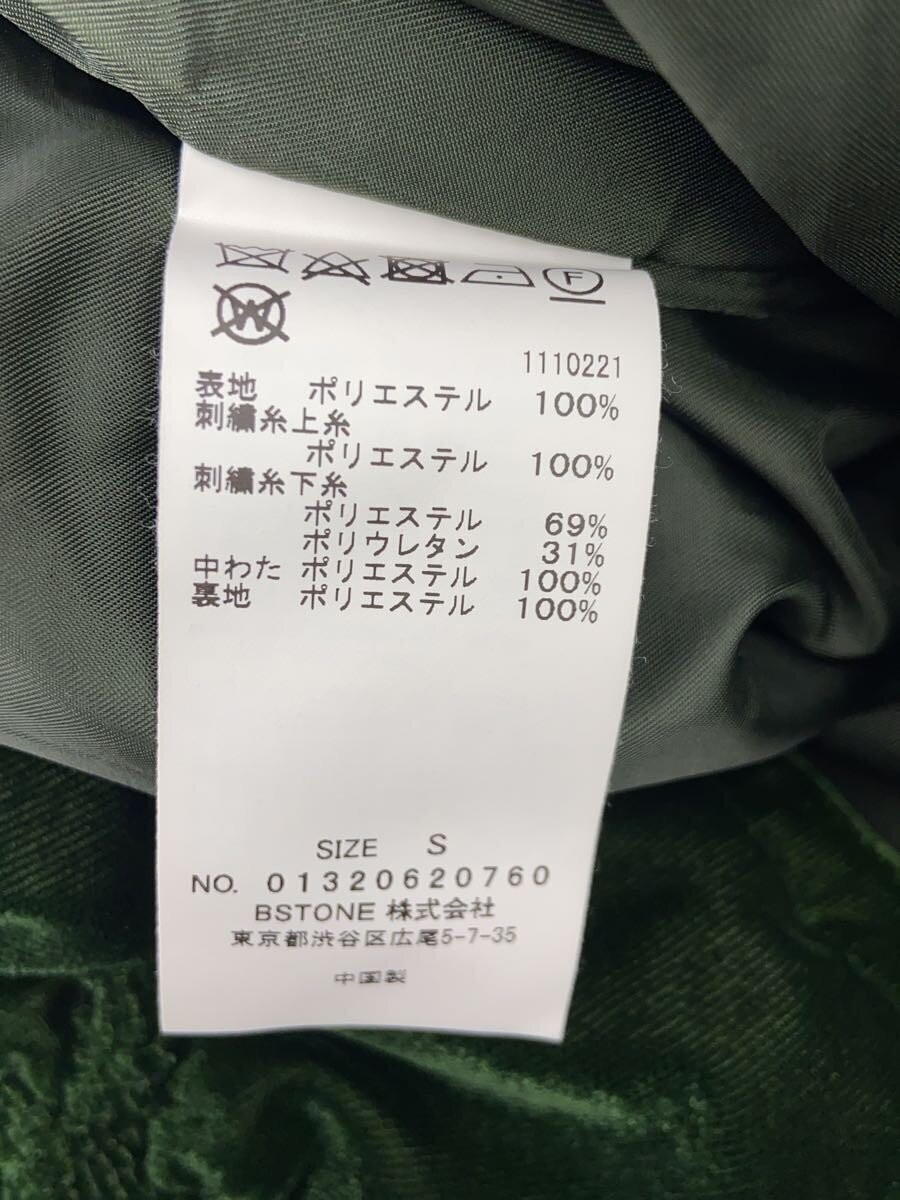 F
W
1110221
表地 ポリエステル 100%
刺繍糸上糸
ポリエステル 100%
刺繍糸下糸
ポリエステル 69%
ポリウレタン 31%
中わた ポリエステル 100%
裏地 ポリエステル 100%
SIZE S
NO. 01320620760
BSTONE 株式会社
東京都渋谷区広尾5-7-35
中国製